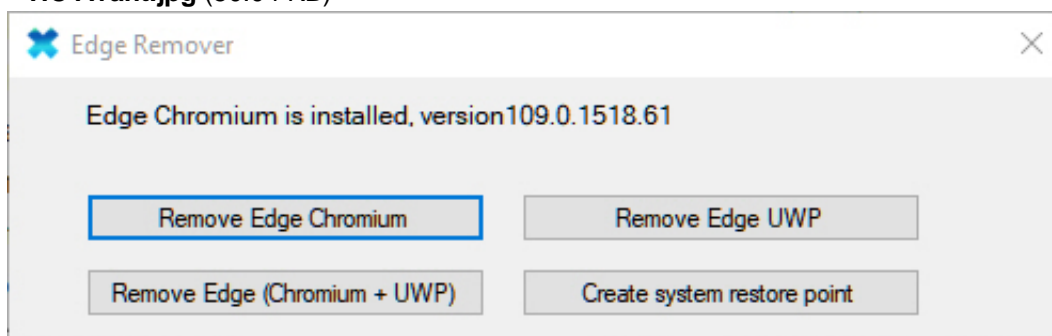 Edge Remover
Edge Chromium is installed, version109.0.1518.61
Remove Edge Chromium
Remove Edge UWP
Remove Edge (Chromium + UWP)
Create system restore point